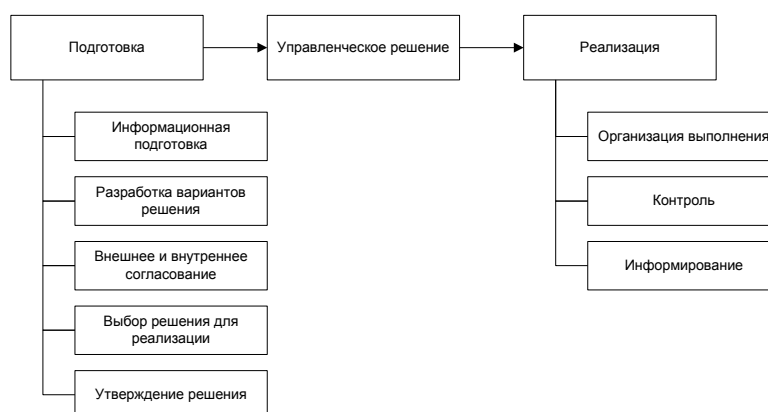 Подготовка
Управленческое решение
Реализация
Информационная
подготовка
Разработка вариантов
решения
Внешнее и внутреннее
согласование
Выбор решения для
реализации
Утверждение решения
Организация выполнения
Контроль
Информирование